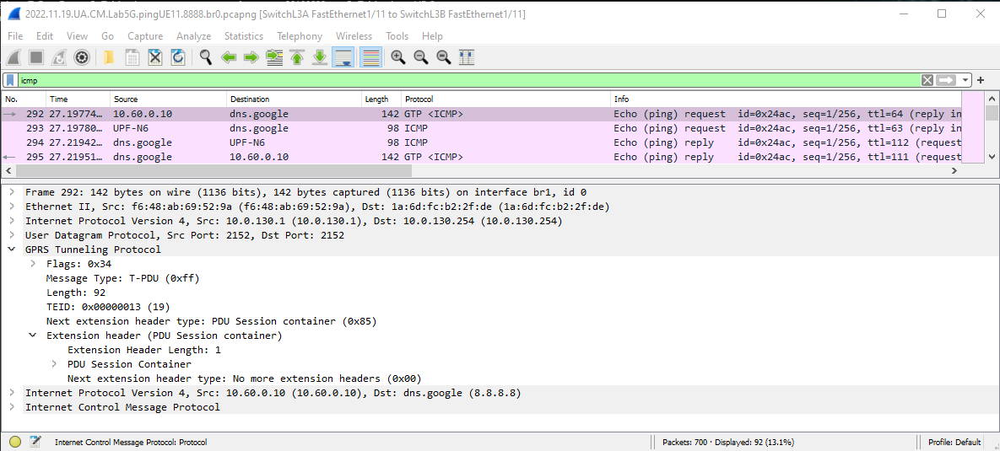 2022.11.19.UA.CM.Lab5G.pingUE11.8888.br0.pcapng [SwitchL3A FastEthernet1/11 to SwitchL3B FastEthernet1/11]
File Edit View Go Capture Analyze Statistics Telephony Wireless Tools Help
icmp
No. Time Source Destination Length Protocol Info
292 27.19774… 10.60.0.10 dns.google 142 GTP <ICMP> Echo (ping) request id=0x24ac, seq=1/256, ttl=64 (reply in
293 27.19780… UPF-N6 dns.google 98 ICMP Echo (ping) request id=0x24ac, seq=1/256, ttl=63 (reply in
294 27.21942… dns.google UPF-N6 98 ICMP Echo (ping) reply id=0x24ac, seq=1/256, ttl=112 (request
295 27.21951… dns.google 10.60.0.10 142 GTP <ICMP> Echo (ping) reply id=0x24ac, seq=1/256, ttl=111 (request
Frame 292: 142 bytes on wire (1136 bits), 142 bytes captured (1136 bits) on interface br1, id 0
Ethernet II, Src: f6:48:ab:69:52:9a (f6:48:ab:69:52:9a), Dst: 1a:6d:fc:b2:2f:de (1a:6d:fc:b2:2f:de)
Internet Protocol Version 4, Src: 10.0.130.1 (10.0.130.1), Dst: 10.0.130.254 (10.0.130.254)
User Datagram Protocol, Src Port: 2152, Dst Port: 2152
GPRS Tunneling Protocol
Flags: 0x34
Message Type: T-PDU (0xff)
Length: 92
TEID: 0x00000013 (19)
Next extension header type: PDU Session container (0x85)
Extension header (PDU Session container)
Extension Header Length: 1
PDU Session Container
Next extension header type: No more extension headers (0x00)
Internet Protocol Version 4, Src: 10.60.0.10 (10.60.0.10), Dst: dns.google (8.8.8.8)
Internet Control Message Protocol
Internet Control Message Protocol: Protocol Packets: 700 · Displayed: 92 (13.1%) Profile: Default